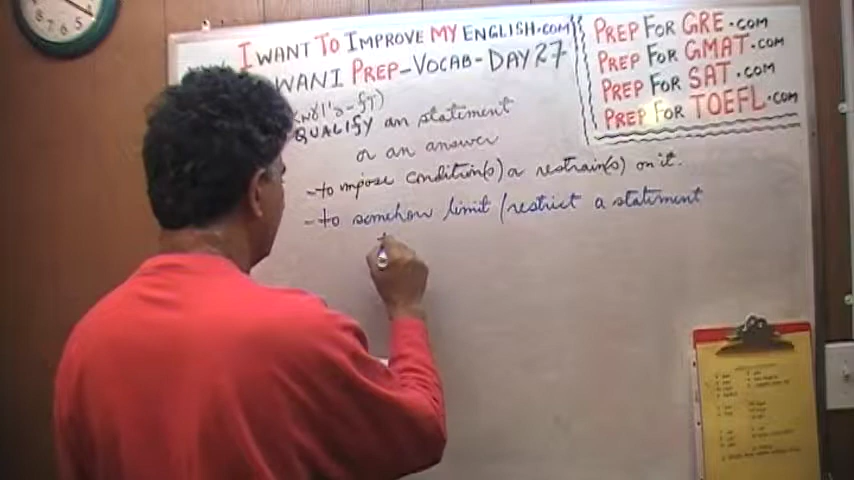 I WANT TO IMPROVE MY ENGLISH.COM
WANI PREP-VOCAB-DAY 27
QUALIFY an statement
or an answer
-to impose condition(s) or restrain(s) on it.
-to somehow limit/restrict a statement
PREP FOR GRE.COM
PREP FOR GMAT.COM
PREP FOR SAT.COM
PREP FOR TOEFL.COM